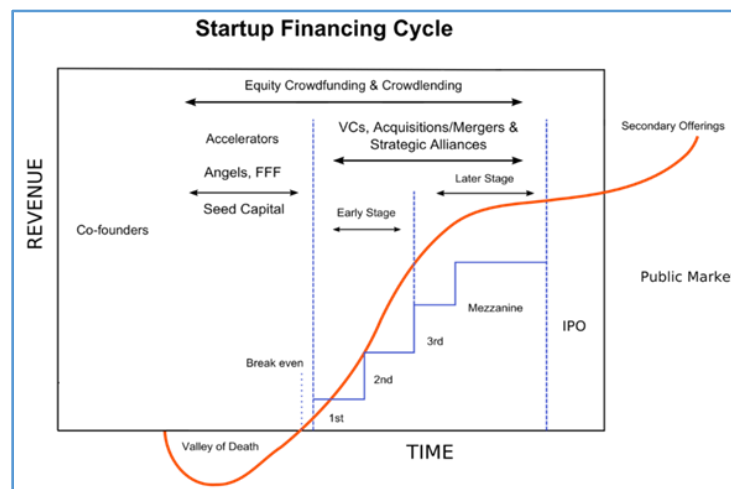 Startup Financing Cycle
Equity Crowdfunding & Crowdlending
Accelerators
Angels, FFF
Seed Capital
VCs, Acquisitions/Mergers &
Strategic Alliances
Secondary Offerings
Later Stage
Early Stage
Co-founders
REVENUE
Public Market
Mezzanine
IPO
3rd
Break even
2nd
1st
Valley of Death
TIME